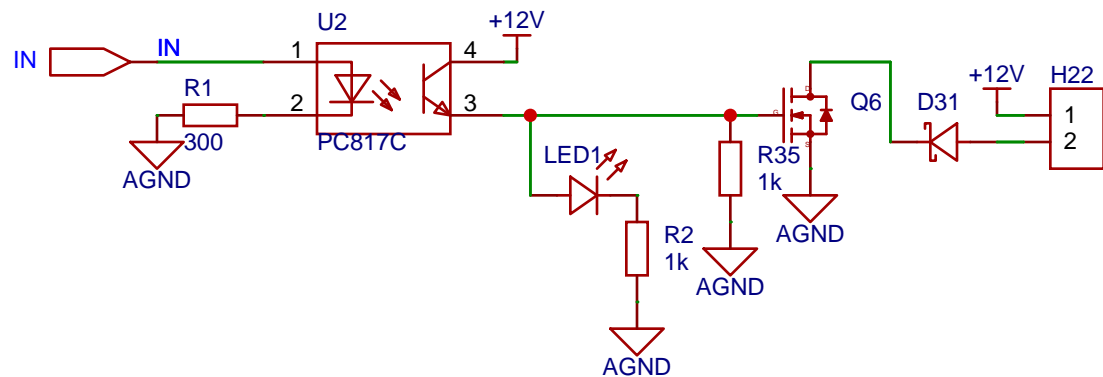 U2
+12V
IN
IN
1
4
R1
2
3
300
PC817C
AGND
LED1
R2
1k
AGND
R35
1k
AGND
D
G
S
Q6
AGND
D31
+12V
H22
1
2